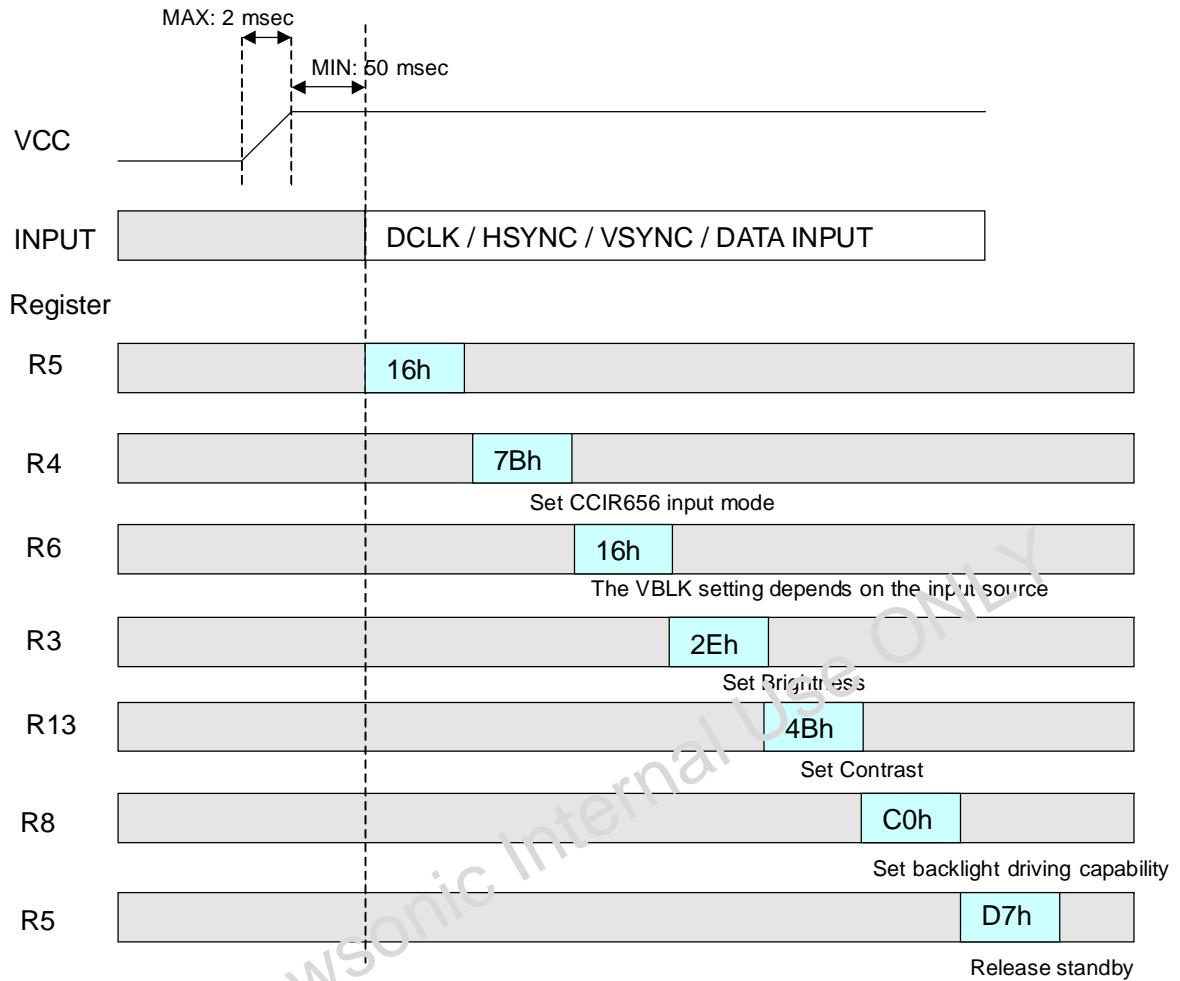 MAX: 2 msec
MIN: 50 msec
VCC
INPUT
DCLK / HSYNC / VSYNC / DATA INPUT
Register
R5
16h
R4
7Bh
Set CCIR656 input mode
R6
16h
The VBLK setting depends on the input source
R3
2Eh
Set Brightness
R13
4Bh
Set Contrast
R8
C0h
Set backlight driving capability
R5
D7h
Release standby
wsonic Internal Use ONLY